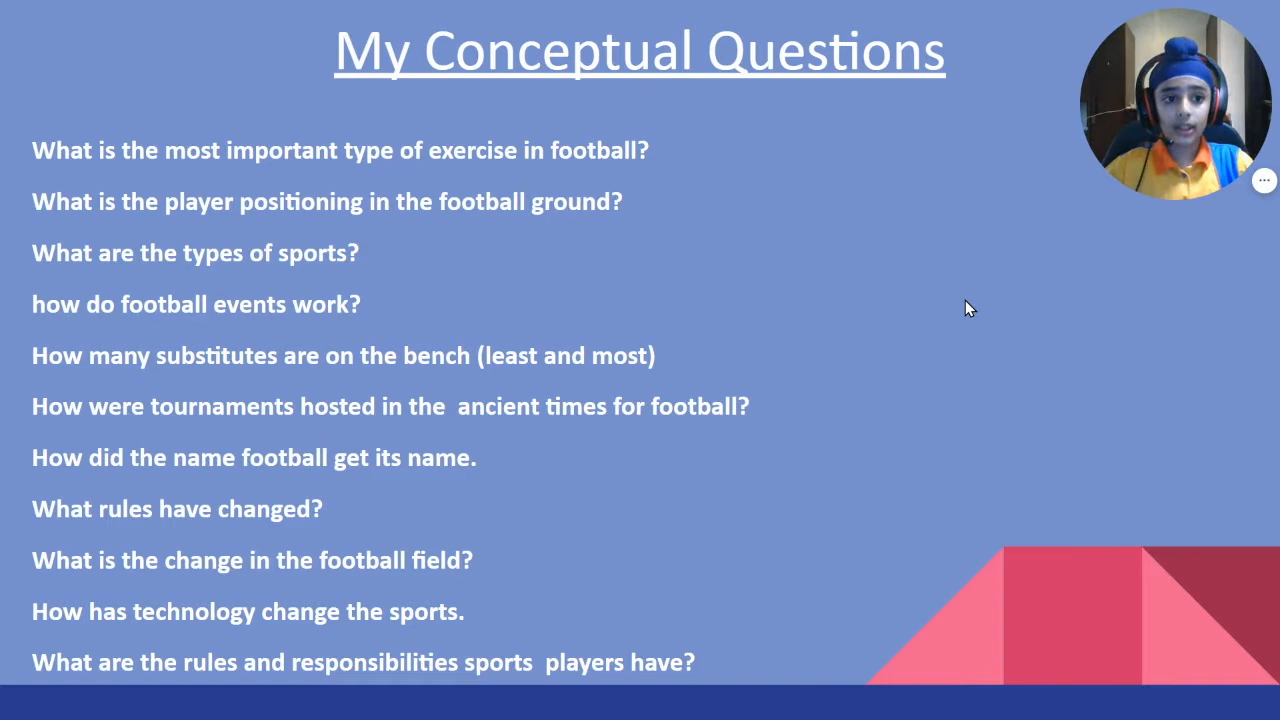 My Conceptual Questions
What is the most important type of exercise in football?
What is the player positioning in the football ground?
What are the types of sports?
how do football events work?
How many substitutes are on the bench (least and most)
How were tournaments hosted in the  ancient times for football?
How did the name football get its name.
What rules have changed?
What is the change in the football field?
How has technology change the sports.
What are the rules and responsibilities sports  players have?